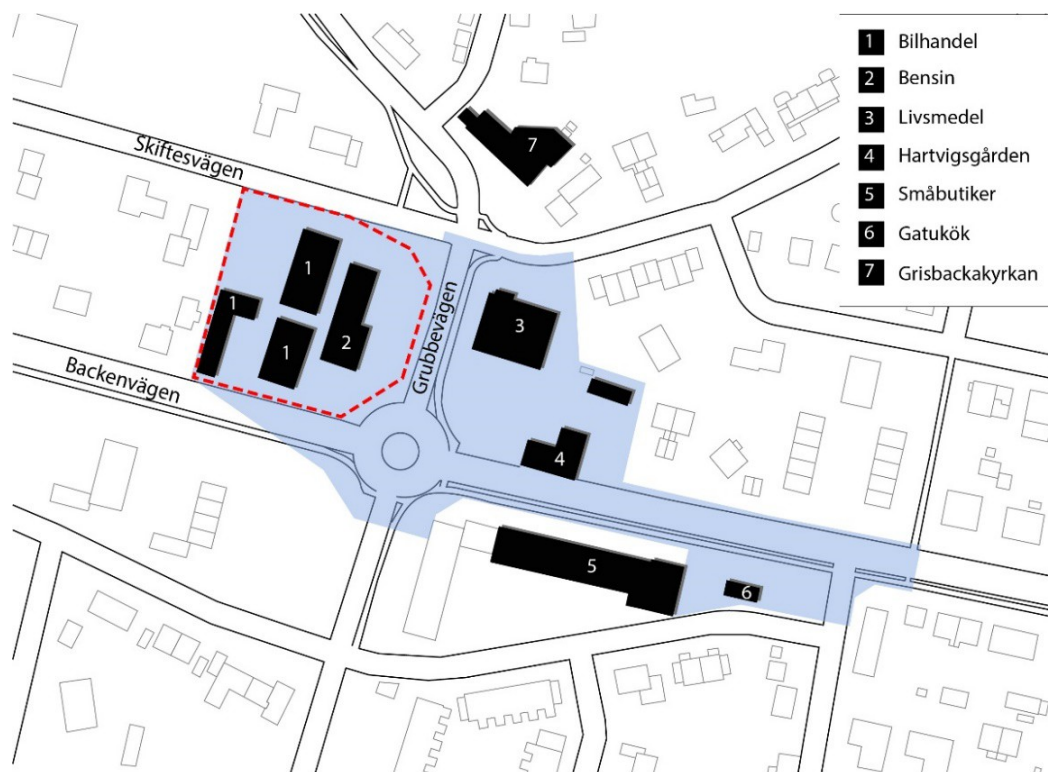 1 Bilhandel
2 Bensin
3 Livsmedel
4 Hartvigsgården
5 Småbutiker
6 Gatukök
7 Grisbackakyrkan
Skiftesvägen
7
1
1
1
2
3
Grubbevägen
Backenvägen
4
5
6